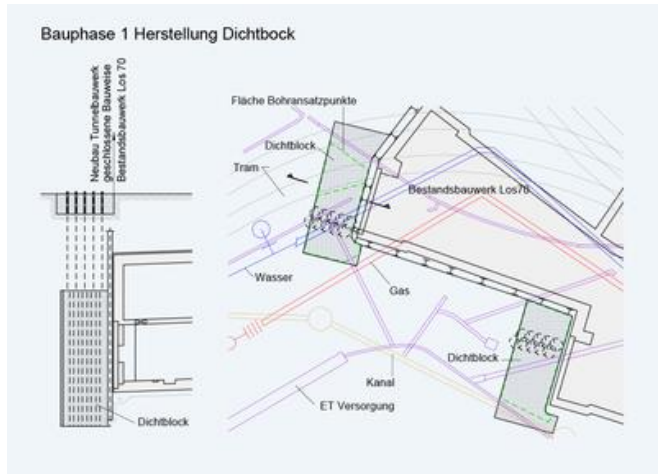 Bauphase 1 Herstellung Dichtbock
Neubau Tunnelbauwerk
geschlossene Bauweise
Bestandsbauwerk Los 70
Dichtblock
Fläche Bohransatzpunkte
Dichtblock
Tram
Bestandsbauwerk Los70
Wasser
Gas
Dichtblock
Kanal
ET Versorgung